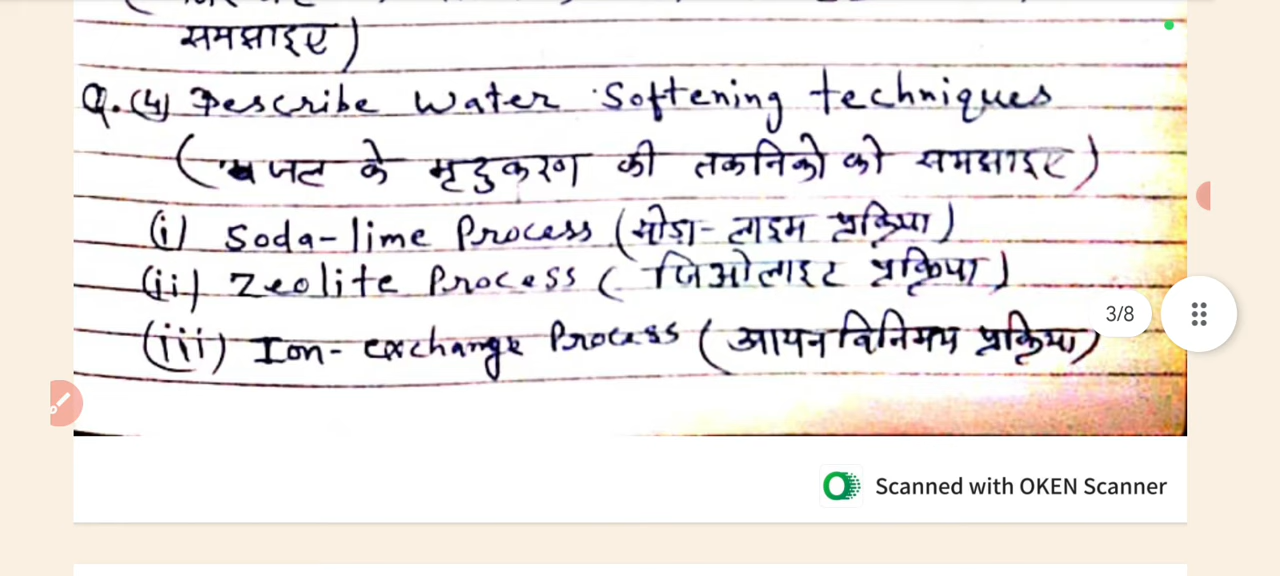 समझाइए)
Q.(4) Describe Water Softening techniques
(जल के मृदुकरण की तकनिको को समझाइए)
(i) Soda-lime Process (सोडा-लाइम प्रक्रिया)
(ii) Zeolite Process (जिओलाइट प्रक्रिया)
(iii) Ion-exchange Process (आयन विनिमय प्रक्रिया)
3/8
Scanned with OKEN Scanner